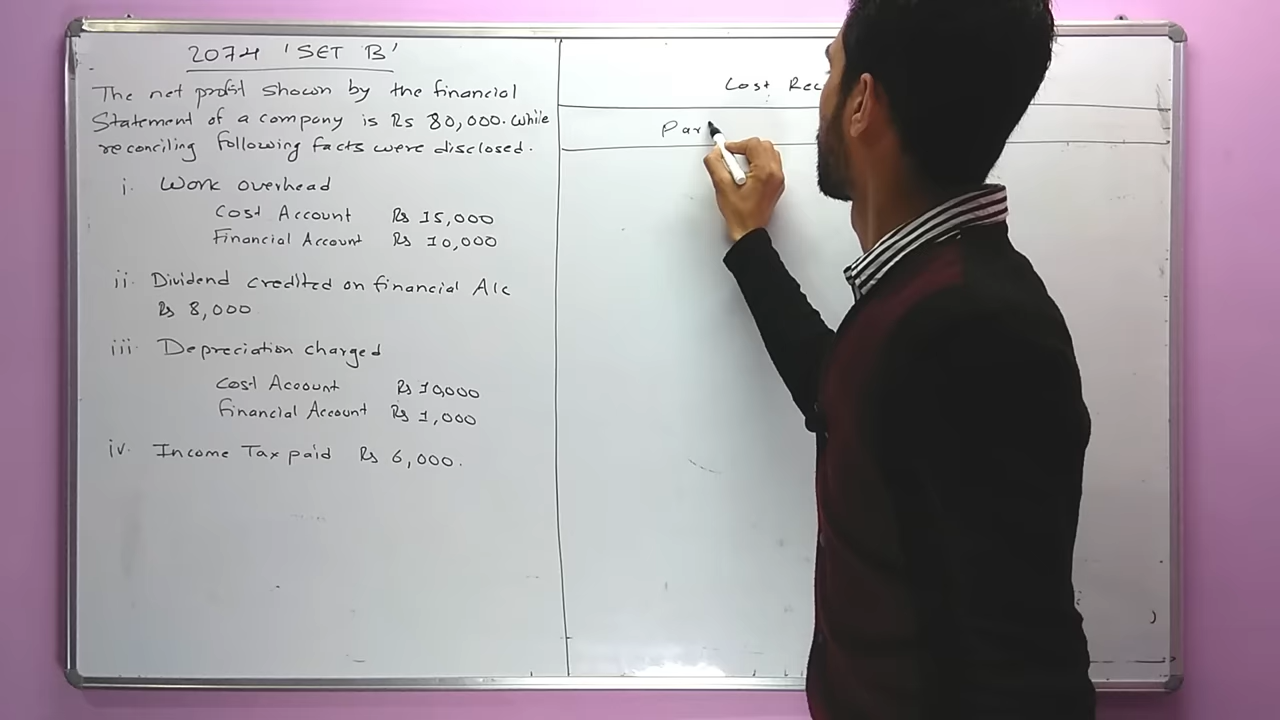 2074 'SET B'
The net profit shown by the financial
Statement of a company is Rs 80,000. While
reconciling following facts were disclosed.
i. Work overhead
Cost Account Rs 15,000
Financial Account Rs 10,000
ii. Dividend credited on financial A/c
Rs 8,000
iii. Depreciation charged
Cost Account Rs 10,000
Financial Account Rs 1,000
iv. Income Tax paid Rs 6,000.
Cost Rec
Par